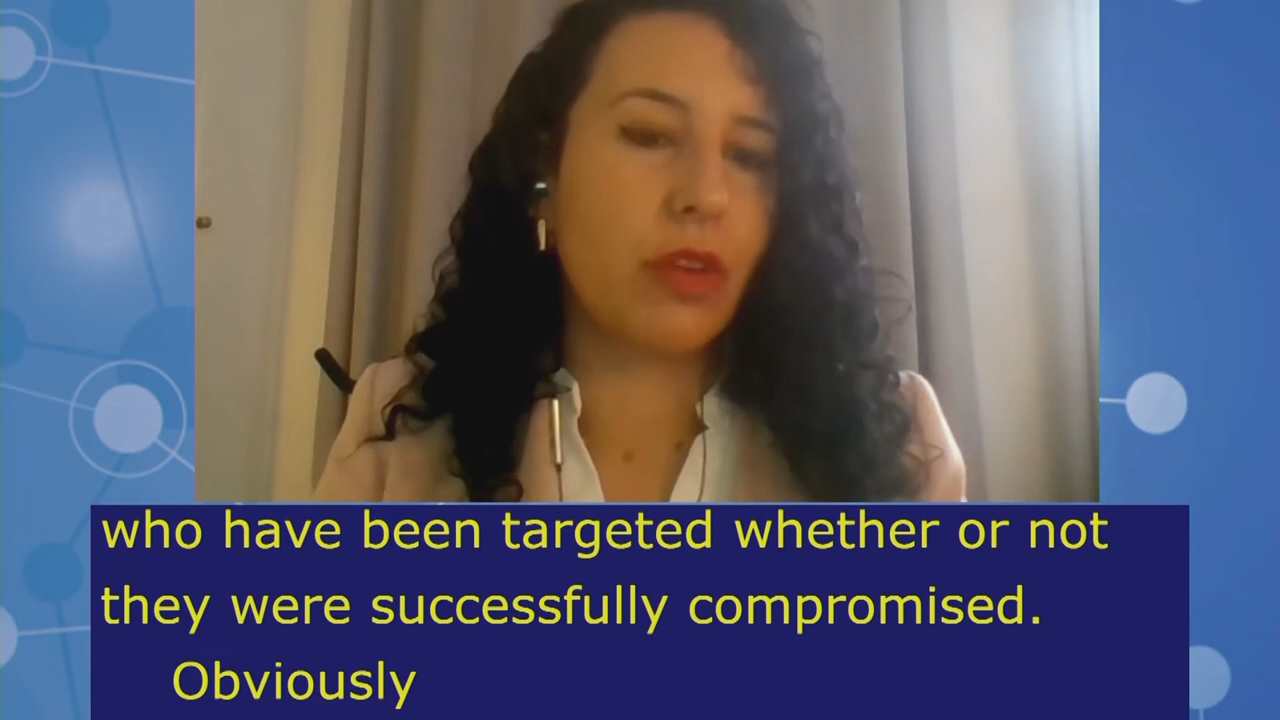 who have been targeted whether or not
they were successfully compromised.
Obviously